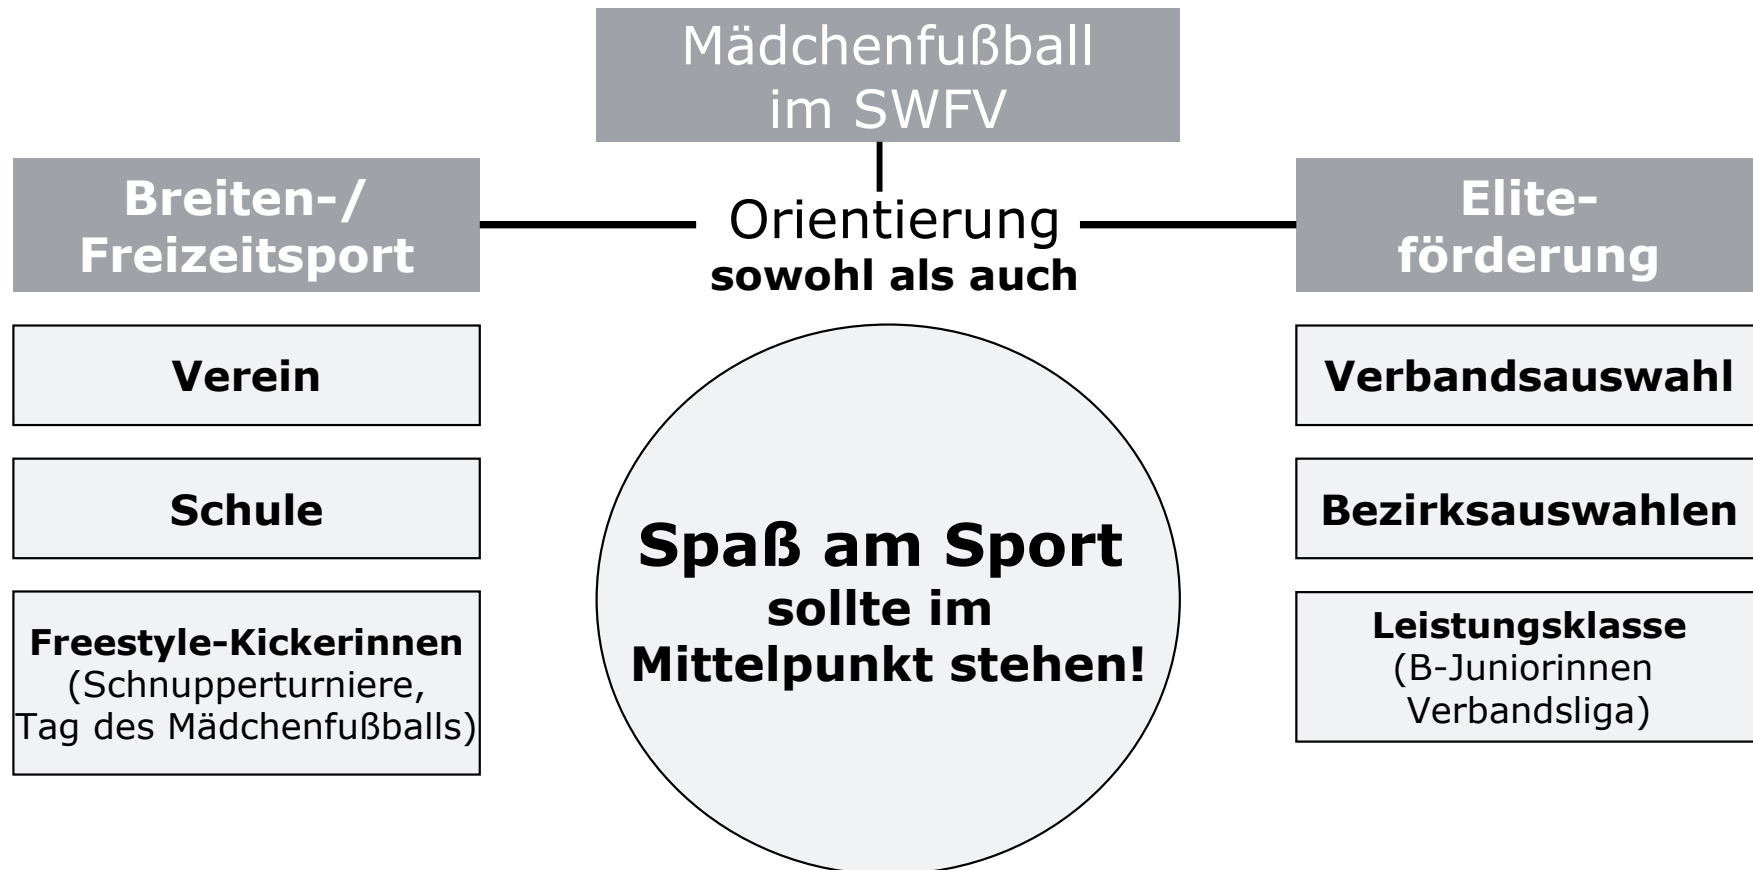 Mädchenfußball
im SWFV
Breiten-/
Freizeitsport
Orientierung
sowohl als auch
Elite-
förderung
Verein
Schule
Freestyle-Kickerinnen
(Schnupperturniere,
Tag des Mädchenfußballs)
Spaß am Sport
sollte im
Mittelpunkt stehen!
Verbandsauswahl
Bezirksauswahlen
Leistungsklasse
(B-Juniorinnen
Verbandsliga)